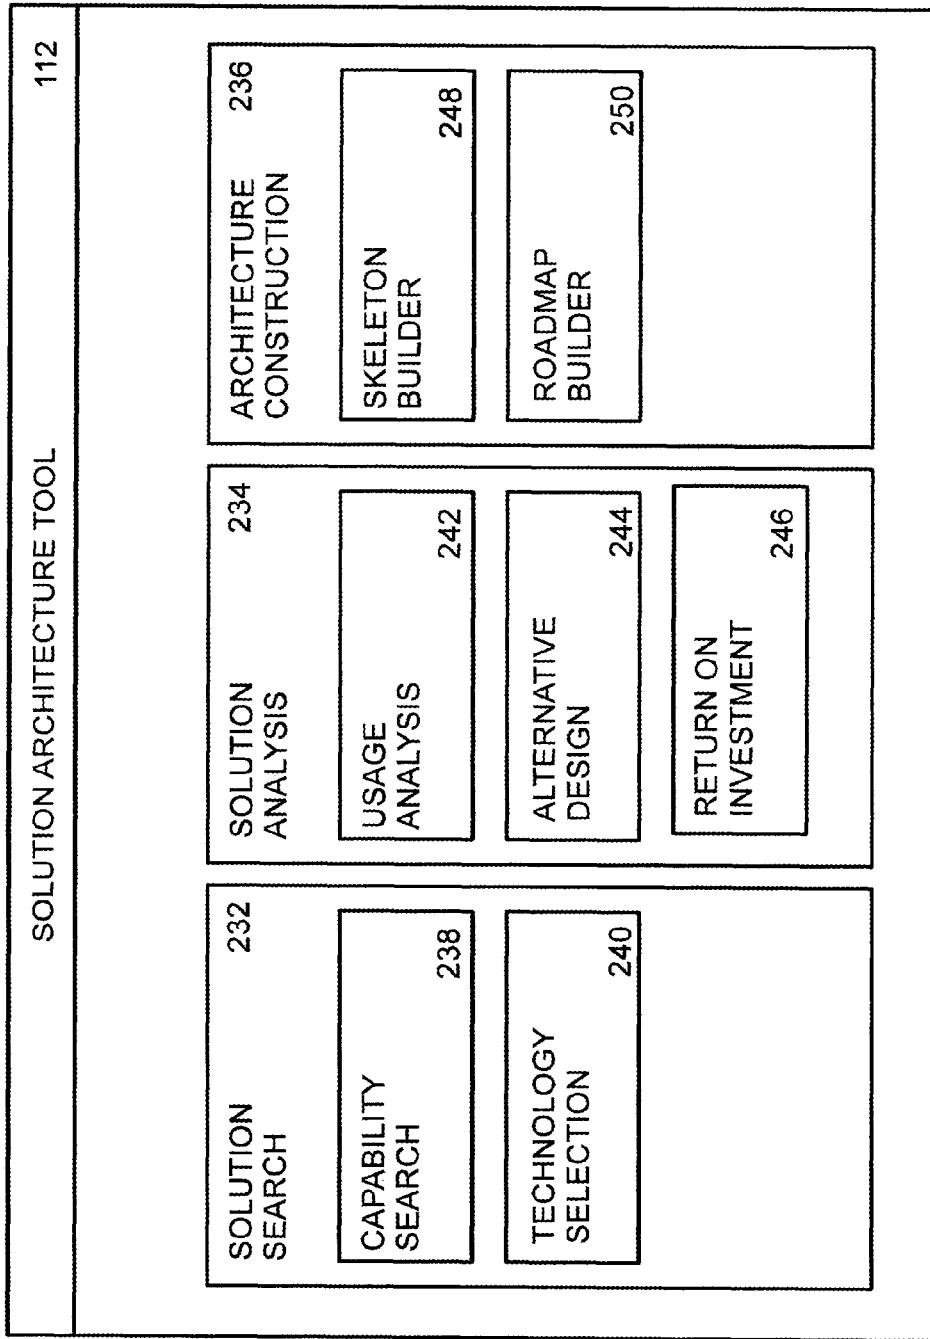 SOLUTION ARCHITECTURE TOOL 112
SOLUTION 232
SEARCH
CAPABILITY
SEARCH
238
TECHNOLOGY
SELECTION
240
SOLUTION 234
ANALYSIS
USAGE
ANALYSIS
242
ALTERNATIVE
DESIGN
244
RETURN ON
INVESTMENT
246
ARCHITECTURE 236
CONSTRUCTION
SKELETON
BUILDER
248
ROADMAP
BUILDER
250